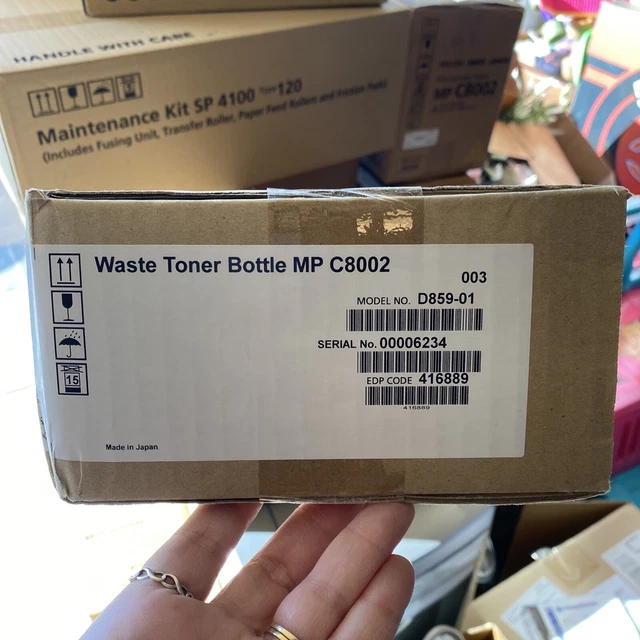 HANDLE WITH CARE
Maintenance Kit SP 4100 Type 120
(Includes Fusing Unit, Transfer Roller, Paper Feed Rollers and Friction Pads)
MP C8002
Waste Toner Bottle MP C8002
003
MODEL NO. D859-01
SERIAL No. 00006234
EDP CODE 416889
416889
15
Made in Japan